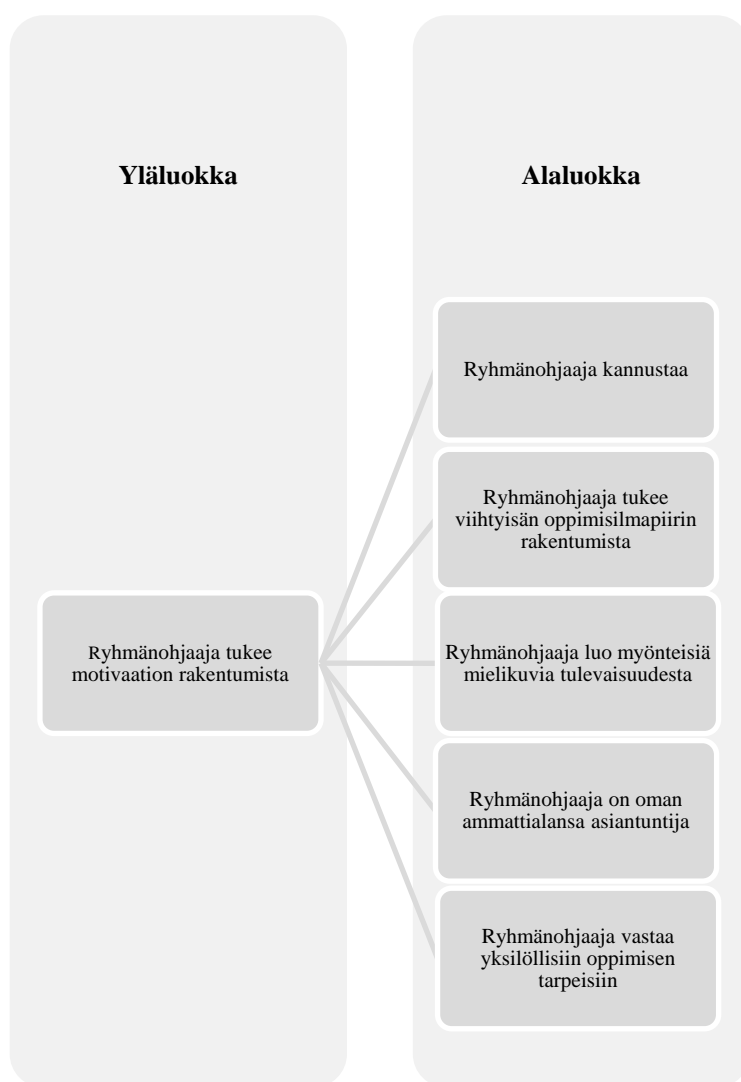 Yläluokka
Alaluokka
Ryhmänohjaaja tukee
motivaation rakentumista
Ryhmänohjaaja kannustaa
Ryhmänohjaaja tukee
viihtyisän oppimisilmapiirin
rakentumista
Ryhmänohjaaja luo myönteisiä
mielikuvia tulevaisuudesta
Ryhmänohjaaja on oman
ammattialansa asiantuntija
Ryhmänohjaaja vastaa
yksilöllisiin oppimisen
tarpeisiin